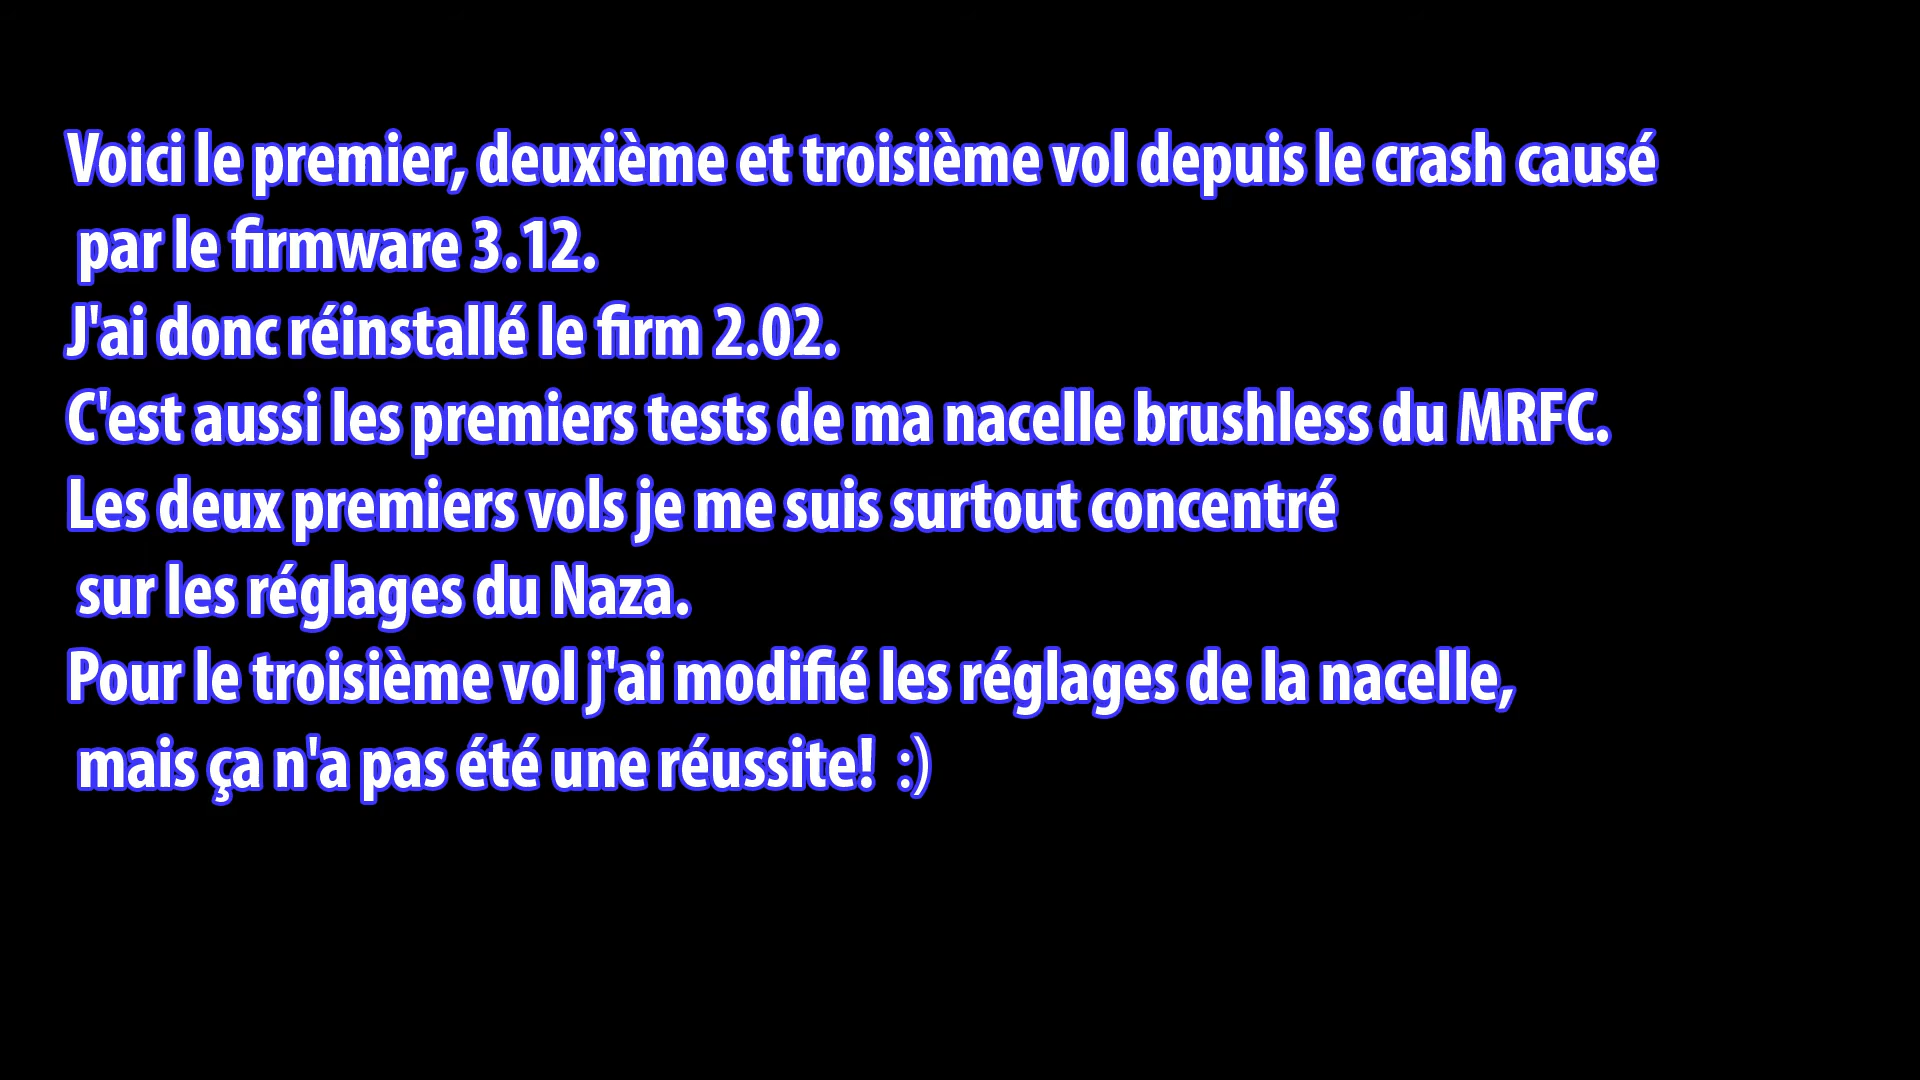 Voici le premier, deuxième et troisième vol depuis le crash causé
par le firmware 3.12.
J'ai donc réinstallé le firm 2.02.
C'est aussi les premiers tests de ma nacelle brushless du MRFC.
Les deux premiers vols je me suis surtout concentré
sur les réglages du Naza.
Pour le troisième vol j'ai modifié les réglages de la nacelle,
mais ça n'a pas été une réussite! :)